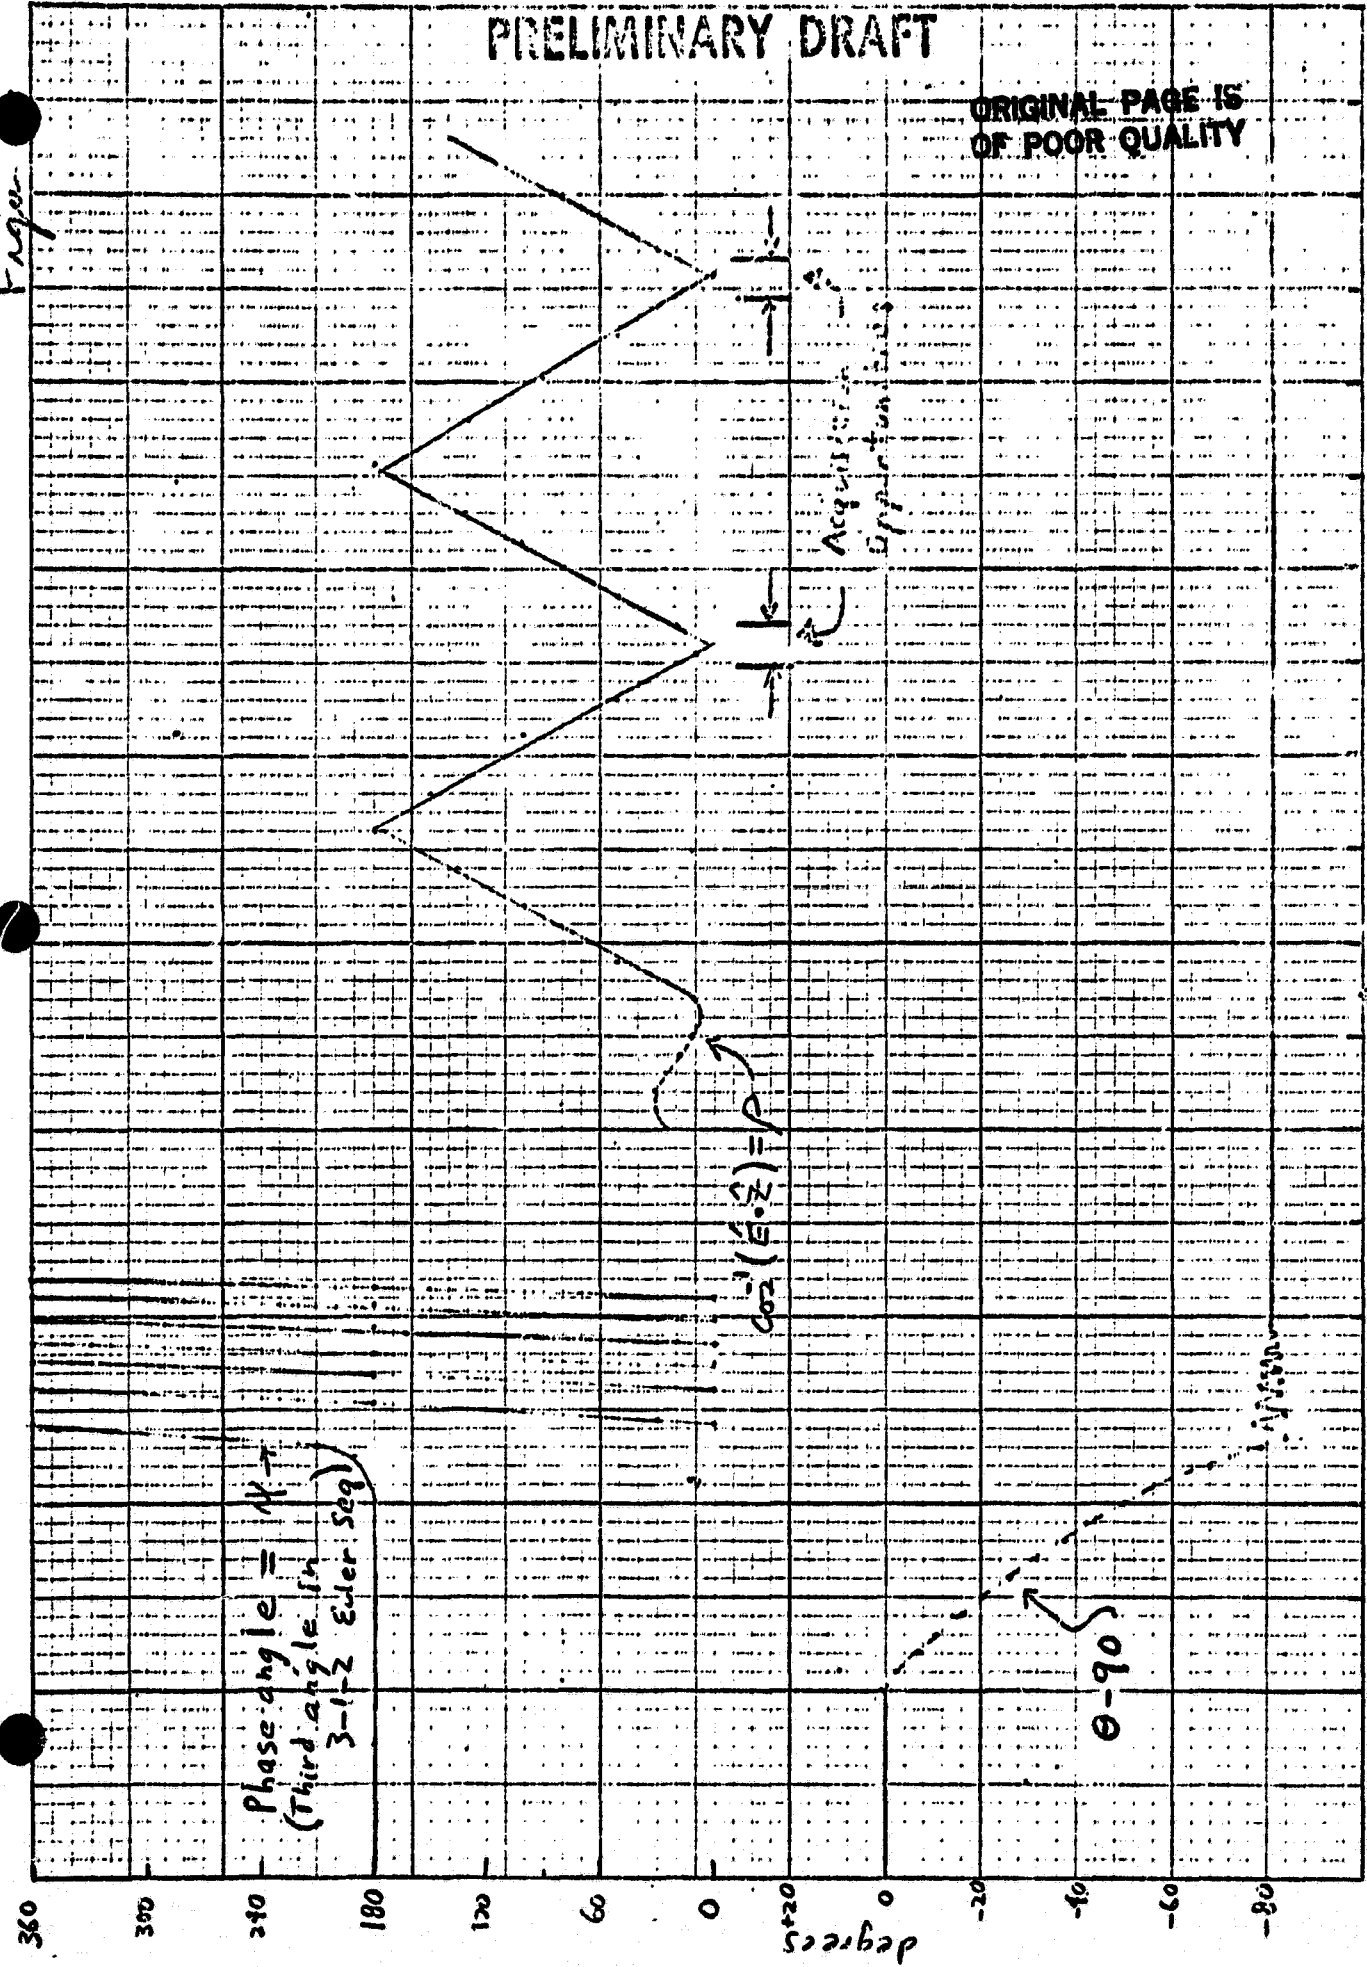 PRELIMINARY DRAFT
ORIGINAL PAGE IS
OF POOR QUALITY
Phase angle = ψ →
(Third angle in
3-1-2 Euler seq)
cos⁻¹(Ê·Ẑ)=ρ
Acquisition
Opportunities
θ-90
degrees
360
300
240
180
120
60
0
+20
0
-20
-40
-60
-80